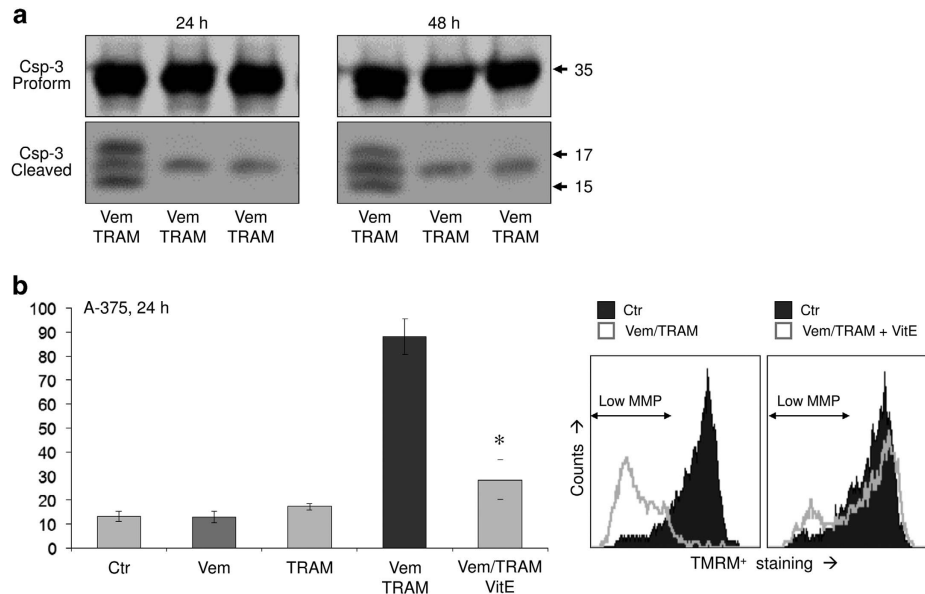 a
24 h
48 h
Csp-3
Proform
35
Csp-3
Cleaved
17
15
Vem
TRAM
Vem
TRAM
Vem
TRAM
Vem
TRAM
Vem
TRAM
Vem
TRAM
b
A-375, 24 h
100
90
80
70
60
50
40
30
20
10
0
*
Ctr
Vem
TRAM
Vem
TRAM
Vem/TRAM
VitE
Ctr
Vem/TRAM
Ctr
Vem/TRAM + VitE
Low MMP
Low MMP
Counts →
TMRM⁺ staining →